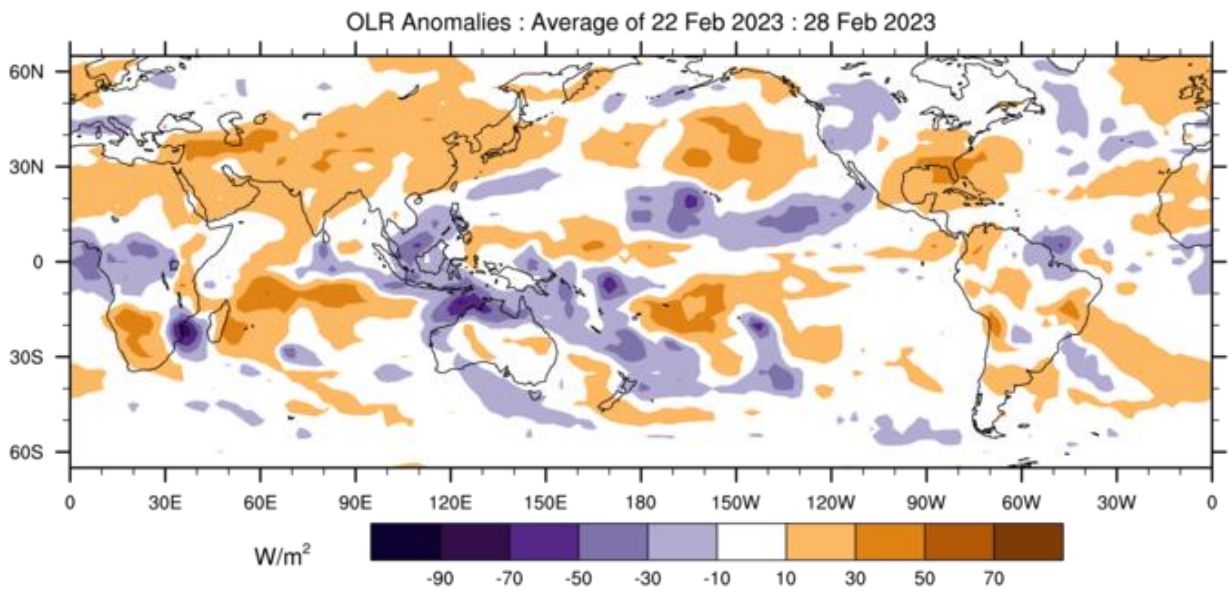 OLR Anomalies : Average of 22 Feb 2023 : 28 Feb 2023
60N
30N
0
30S
60S
0 30E 60E 90E 120E 150E 180 150W 120W 90W 60W 30W 0
W/m²
-90 -70 -50 -30 -10 10 30 50 70